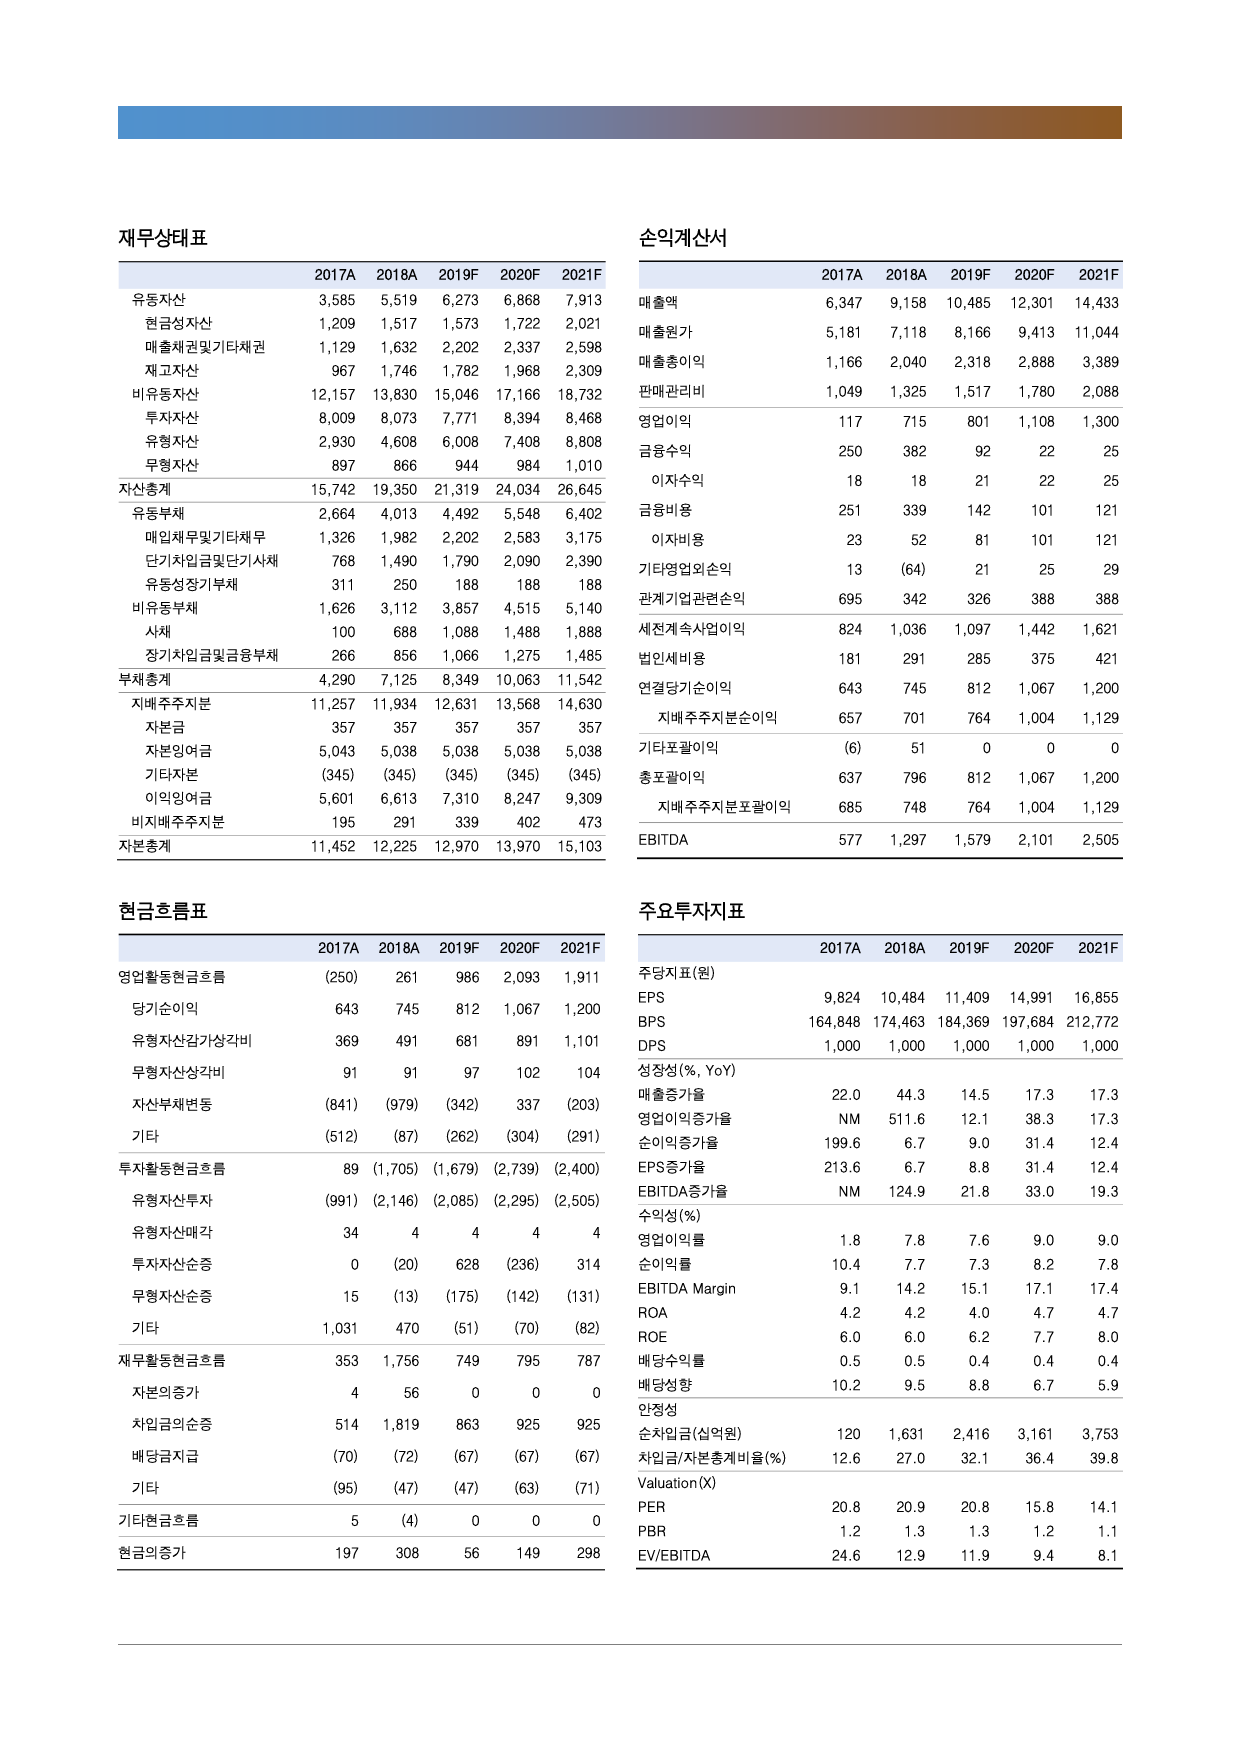 재무상태표
2017A 2018A 2019F 2020F 2021F
유동자산 3,585 5,519 6,273 6,868 7,913
현금성자산 1,209 1,517 1,573 1,722 2,021
매출채권및기타채권 1,129 1,632 2,202 2,337 2,598
재고자산 967 1,746 1,782 1,968 2,309
비유동자산 12,157 13,830 15,046 17,166 18,732
투자자산 8,009 8,073 7,771 8,394 8,468
유형자산 2,930 4,608 6,008 7,408 8,808
무형자산 897 866 944 984 1,010
자산총계 15,742 19,350 21,319 24,034 26,645
유동부채 2,664 4,013 4,492 5,548 6,402
매입채무및기타채무 1,326 1,982 2,202 2,583 3,175
단기차입금및단기사채 768 1,490 1,790 2,090 2,390
유동성장기부채 311 250 188 188 188
비유동부채 1,626 3,112 3,857 4,515 5,140
사채 100 688 1,088 1,488 1,888
장기차입금및금융부채 266 856 1,066 1,275 1,485
부채총계 4,290 7,125 8,349 10,063 11,542
지배주주지분 11,257 11,934 12,631 13,568 14,630
자본금 357 357 357 357 357
자본잉여금 5,043 5,038 5,038 5,038 5,038
기타자본 (345) (345) (345) (345) (345)
이익잉여금 5,601 6,613 7,310 8,247 9,309
비지배주주지분 195 291 339 402 473
자본총계 11,452 12,225 12,970 13,970 15,103
손익계산서
2017A 2018A 2019F 2020F 2021F
매출액 6,347 9,158 10,485 12,301 14,433
매출원가 5,181 7,118 8,166 9,413 11,044
매출총이익 1,166 2,040 2,318 2,888 3,389
판매관리비 1,049 1,325 1,517 1,780 2,088
영업이익 117 715 801 1,108 1,300
금융수익 250 382 92 22 25
이자수익 18 18 21 22 25
금융비용 251 339 142 101 121
이자비용 23 52 81 101 121
기타영업외손익 13 (64) 21 25 29
관계기업관련손익 695 342 326 388 388
세전계속사업이익 824 1,036 1,097 1,442 1,621
법인세비용 181 291 285 375 421
연결당기순이익 643 745 812 1,067 1,200
지배주주지분순이익 657 701 764 1,004 1,129
기타포괄이익 (6) 51 0 0 0
총포괄이익 637 796 812 1,067 1,200
지배주주지분포괄이익 685 748 764 1,004 1,129
EBITDA 577 1,297 1,579 2,101 2,505
현금흐름표
2017A 2018A 2019F 2020F 2021F
영업활동현금흐름 (250) 261 986 2,093 1,911
당기순이익 643 745 812 1,067 1,200
유형자산감가상각비 369 491 681 891 1,101
무형자산상각비 91 91 97 102 104
자산부채변동 (841) (979) (342) 337 (203)
기타 (512) (87) (262) (304) (291)
투자활동현금흐름 89 (1,705) (1,679) (2,739) (2,400)
유형자산투자 (991) (2,146) (2,085) (2,295) (2,505)
유형자산매각 34 4 4 4 4
투자자산순증 0 (20) 628 (236) 314
무형자산순증 15 (13) (175) (142) (131)
기타 1,031 470 (51) (70) (82)
재무활동현금흐름 353 1,756 749 795 787
자본의증가 4 56 0 0 0
차입금의순증 514 1,819 863 925 925
배당금지급 (70) (72) (67) (67) (67)
기타 (95) (47) (47) (63) (71)
기타현금흐름 5 (4) 0 0 0
현금의증가 197 308 56 149 298
주요투자지표
2017A 2018A 2019F 2020F 2021F
주당지표(원)
EPS 9,824 10,484 11,409 14,991 16,855
BPS 164,848 174,463 184,369 197,684 212,772
DPS 1,000 1,000 1,000 1,000 1,000
성장성(%, YoY)
매출증가율 22.0 44.3 14.5 17.3 17.3
영업이익증가율 NM 511.6 12.1 38.3 17.3
순이익증가율 199.6 6.7 9.0 31.4 12.4
EPS증가율 213.6 6.7 8.8 31.4 12.4
EBITDA증가율 NM 124.9 21.8 33.0 19.3
수익성(%)
영업이익률 1.8 7.8 7.6 9.0 9.0
순이익률 10.4 7.7 7.3 8.2 7.8
EBITDA Margin 9.1 14.2 15.1 17.1 17.4
ROA 4.2 4.2 4.0 4.7 4.7
ROE 6.0 6.0 6.2 7.7 8.0
배당수익률 0.5 0.5 0.4 0.4 0.4
배당성향 10.2 9.5 8.8 6.7 5.9
안정성
순차입금(십억원) 120 1,631 2,416 3,161 3,753
차입금/자본총계비율(%) 12.6 27.0 32.1 36.4 39.8
Valuation(X)
PER 20.8 20.9 20.8 15.8 14.1
PBR 1.2 1.3 1.3 1.2 1.1
EV/EBITDA 24.6 12.9 11.9 9.4 8.1